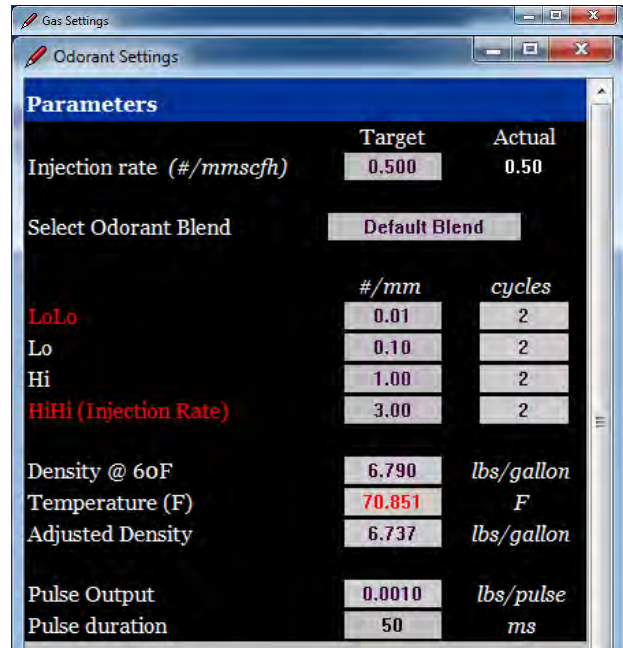 Gas Settings
Odorant Settings
Parameters
Target Actual
Injection rate (#/mmscfh) 0.500 0.50
Select Odorant Blend Default Blend
#/mm cycles
LoLo 0.01 2
Lo 0.10 2
Hi 1.00 2
HiHi (Injection Rate) 3.00 2
Density @ 60F 6.790 lbs/gallon
Temperature (F) 70.851 F
Adjusted Density 6.737 lbs/gallon
Pulse Output 0.0010 lbs/pulse
Pulse duration 50 ms